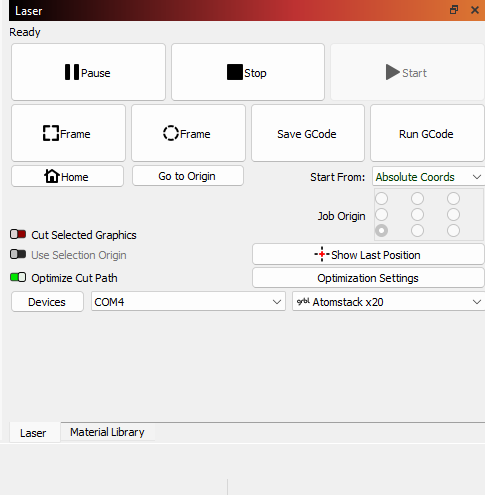 Laser
Ready
Pause
Stop
Start
Frame
Frame
Save GCode
Run GCode
Home
Go to Origin
Start From:
Absolute Coords
Job Origin
Cut Selected Graphics
Use Selection Origin
Show Last Position
Optimize Cut Path
Optimization Settings
Devices
COM4
grbl Atomstack x20
Laser
Material Library